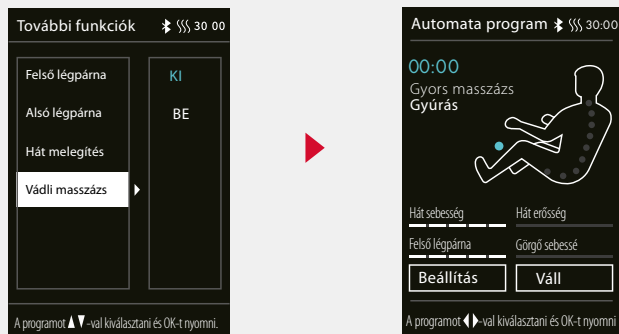 További funkciók 30 00
Felső légpárna
KI
Alsó légpárna
BE
Hát melegítés
Vádli masszázs
A programot -val kiválasztani és OK-t nyomni.
Automata program 30:00
00:00
Gyors masszázs
Gyúrás
Hát sebesség
Hát erősség
Felső légpárna
Görgő sebessé
Beállítás
Váll
A programot -val kiválasztani és OK-t nyomni